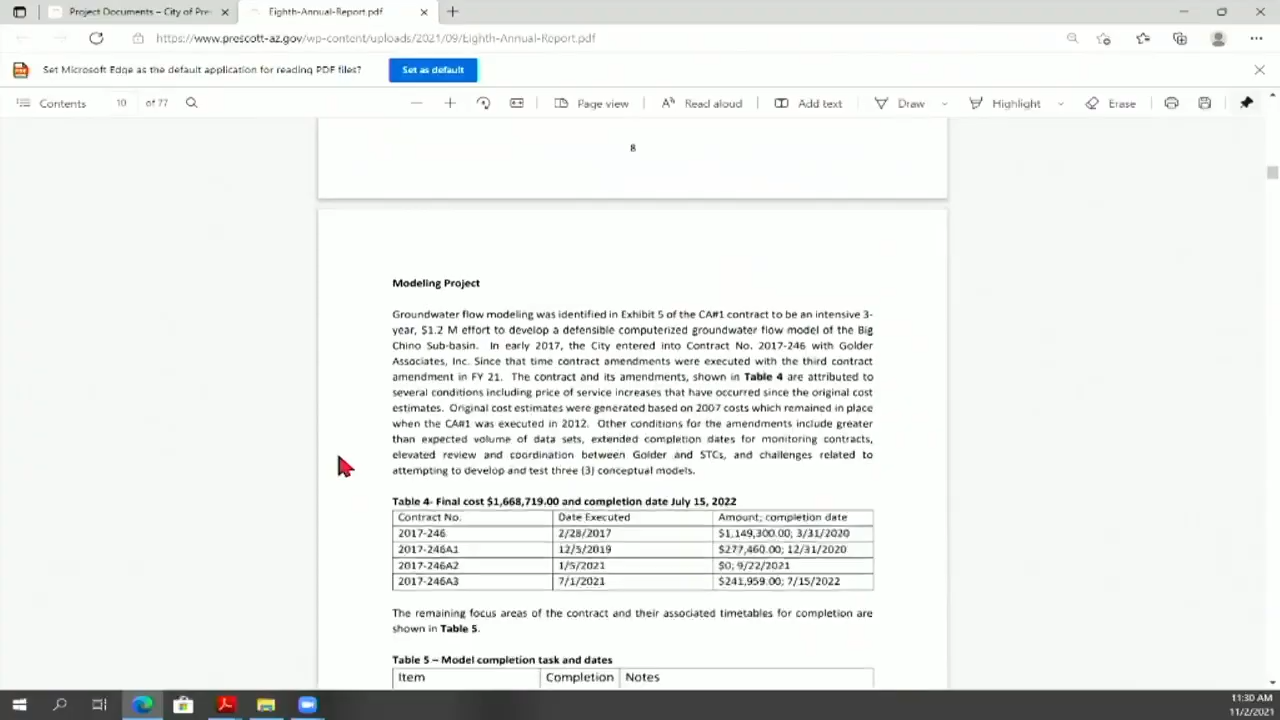 Project Documents – City of Pre
Eighth-Annual-Report.pdf
https://www.prescott-az.gov/wp-content/uploads/2021/09/Eighth-Annual-Report.pdf
Set Microsoft Edge as the default application for reading PDF files?
Set as default
Contents
10
of 77
Page view
Read aloud
Add text
Draw
Highlight
Erase
8
Modeling Project
Groundwater flow modeling was identified in Exhibit 5 of the CA#1 contract to be an intensive 3-
year, $1.2 M effort to develop a defensible computerized groundwater flow model of the Big
Chino Sub-basin. In early 2017, the City entered into Contract No. 2017-246 with Golder
Associates, Inc. Since that time contract amendments were executed with the third contract
amendment in FY 21. The contract and its amendments, shown in Table 4 are attributed to
several conditions including price of service increases that have occurred since the original cost
estimates. Original cost estimates were generated based on 2007 costs which remained in place
when the CA#1 was executed in 2012. Other conditions for the amendments include greater
than expected volume of data sets, extended completion dates for monitoring contracts,
elevated review and coordination between Golder and STCs, and challenges related to
attempting to develop and test three (3) conceptual models.
Table 4- Final cost $1,668,719.00 and completion date July 15, 2022
Contract No. Date Executed Amount; completion date
2017-246 2/28/2017 $1,149,300.00; 3/31/2020
2017-246A1 12/5/2019 $277,460.00; 12/31/2020
2017-246A2 1/5/2021 $0; 9/22/2021
2017-246A3 7/1/2021 $241,959.00; 7/15/2022
The remaining focus areas of the contract and their associated timetables for completion are
shown in Table 5.
Table 5 – Model completion task and dates
Item Completion Notes
11:30 AM
11/2/2021